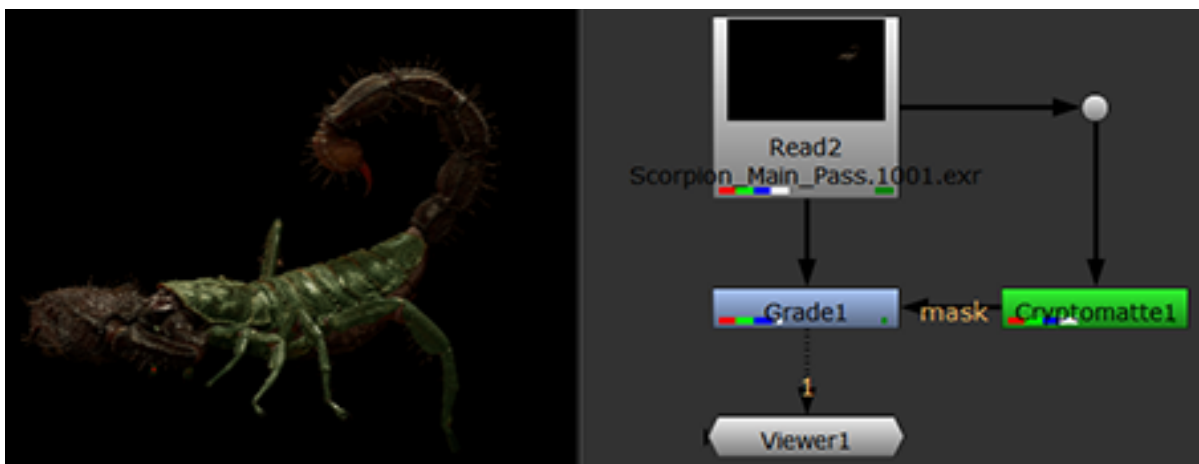 Read2
Scorpion_Main_Pass.1001.exr
Grade1
mask
Cryptomatte1
1
Viewer1